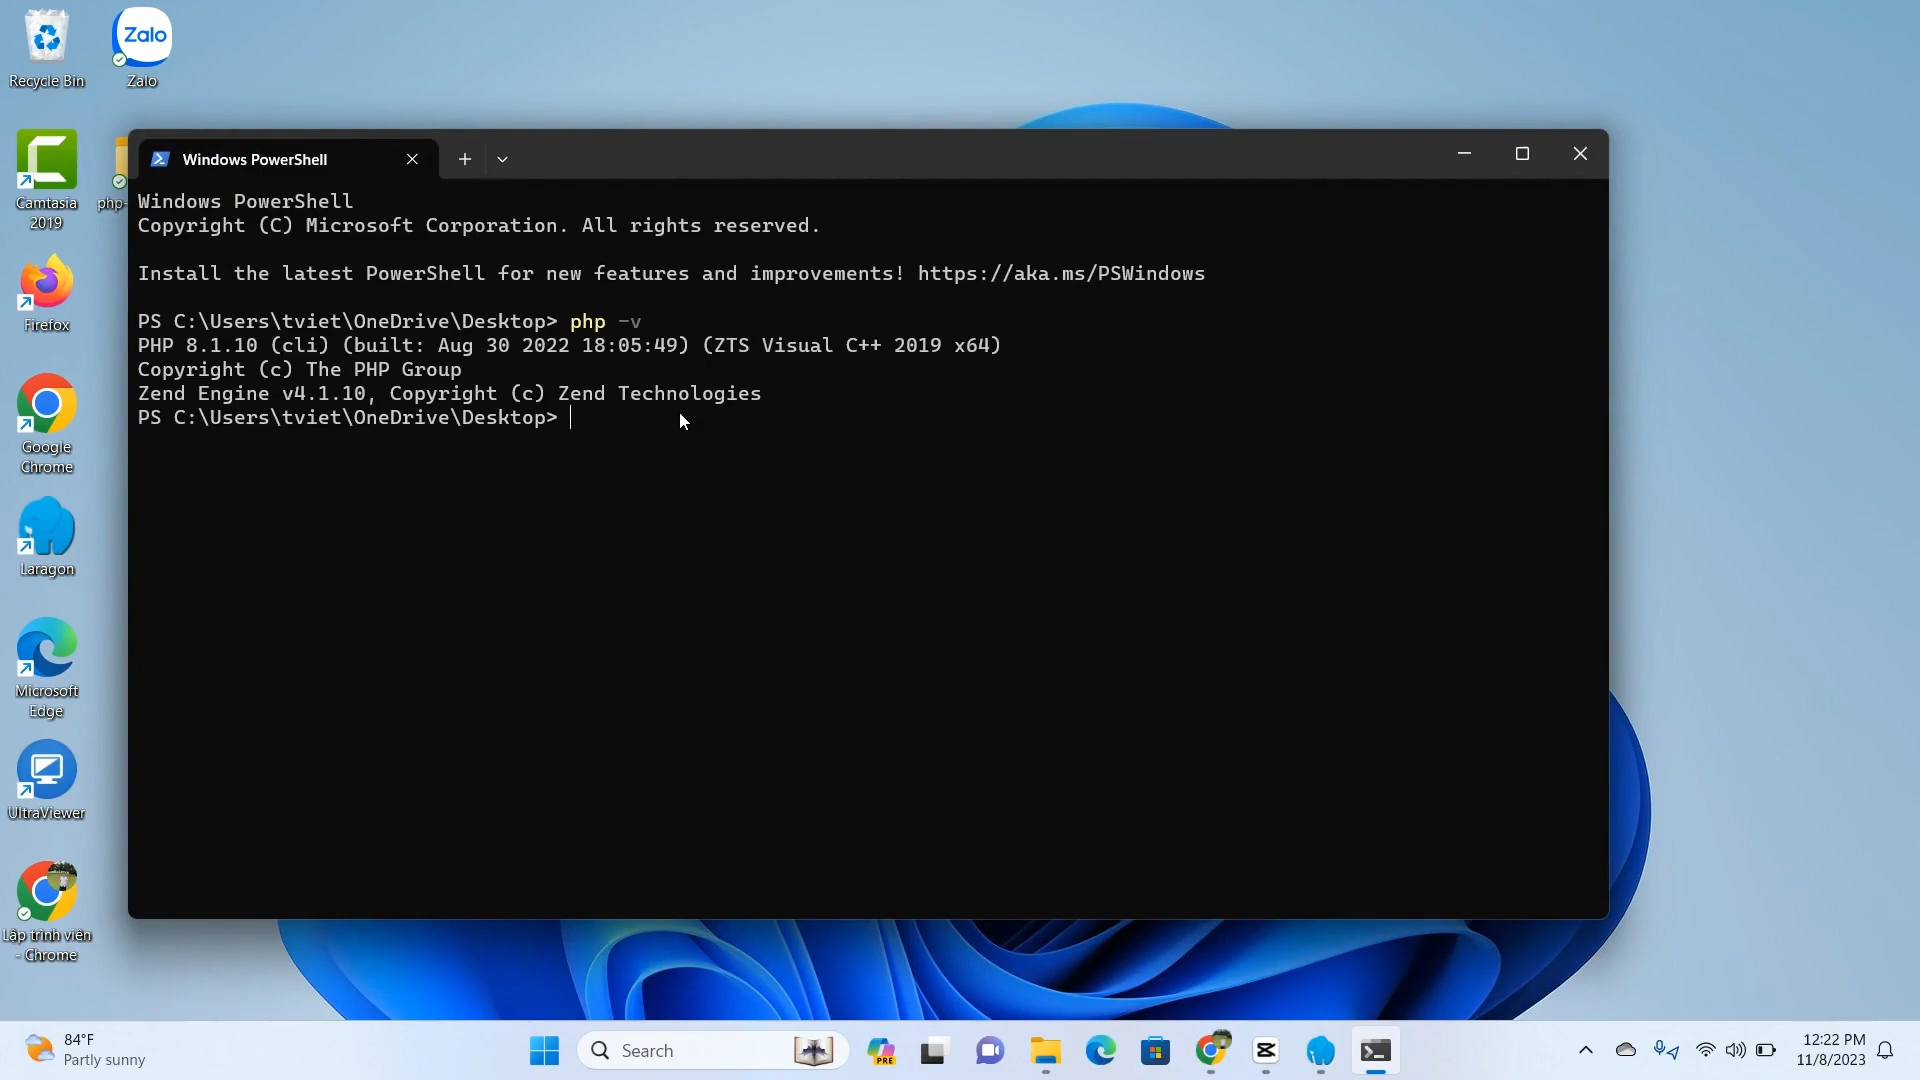 Recycle Bin
Zalo
Zalo
Camtasia
2019
php-
Firefox
Google
Chrome
Laragon
Microsoft
Edge
UltraViewer
Lập trình viên
- Chrome
Windows PowerShell
Windows PowerShell
Copyright (C) Microsoft Corporation. All rights reserved.
Install the latest PowerShell for new features and improvements! https://aka.ms/PSWindows
PS C:\Users\tviet\OneDrive\Desktop> php -v
PHP 8.1.10 (cli) (built: Aug 30 2022 18:05:49) (ZTS Visual C++ 2019 x64)
Copyright (c) The PHP Group
Zend Engine v4.1.10, Copyright (c) Zend Technologies
PS C:\Users\tviet\OneDrive\Desktop>
84°F
Partly sunny
Search
PRE
12:22 PM
11/8/2023